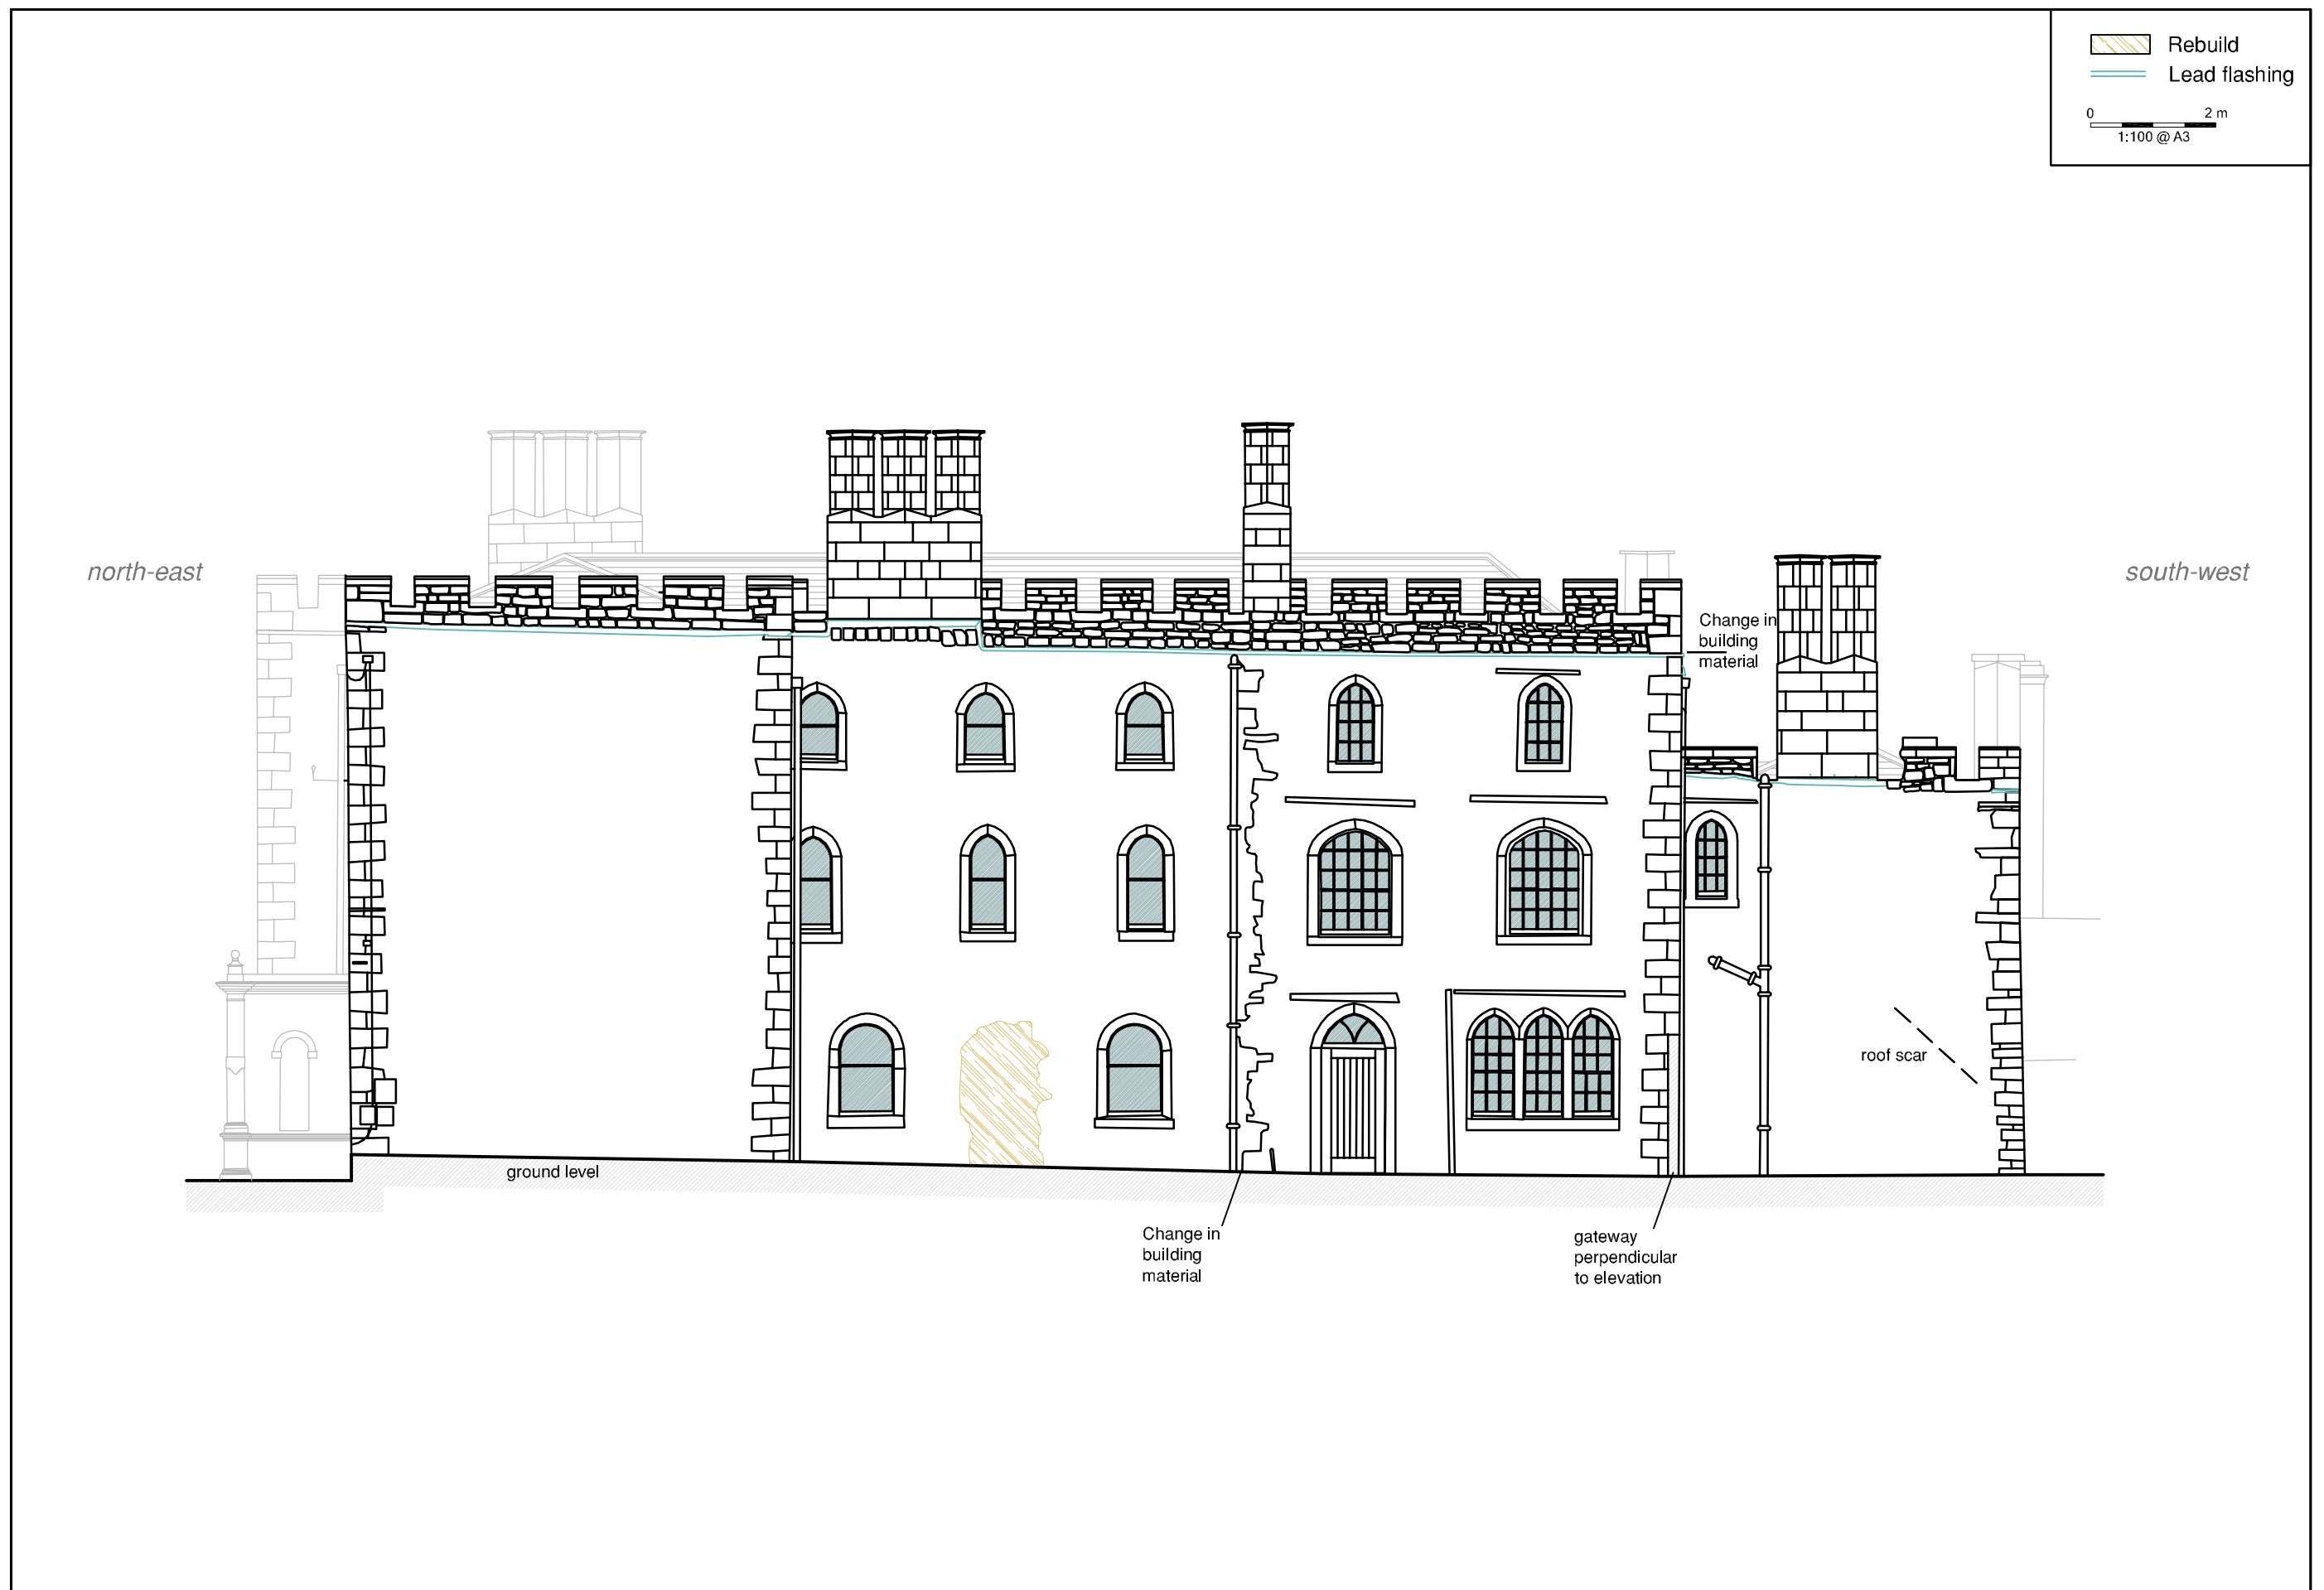 Rebuild
Lead flashing
0 2 m
1:100 @ A3
north-east
south-west
Change in
building
material
roof scar
ground level
Change in
building
material
gateway
perpendicular
to elevation